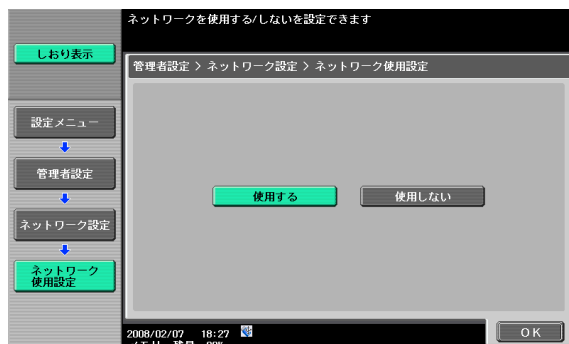 ネットワークを使用する/しないを設定できます
しおり表示
管理者設定 > ネットワーク設定 > ネットワーク使用設定
設定メニュー
管理者設定
ネットワーク設定
ネットワーク
使用設定
使用する
使用しない
2008/02/07 18:27
OK